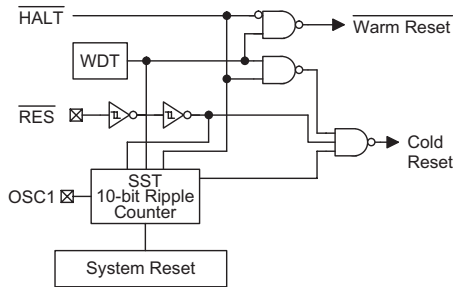 HALT
Warm Reset
WDT
RES
Cold
Reset
SST
10-bit Ripple
Counter
OSC1
System Reset